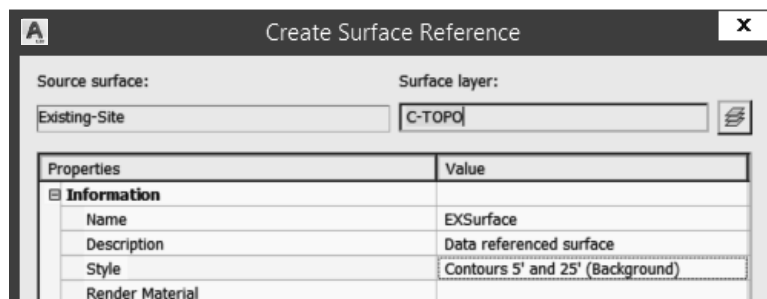 Create Surface Reference
X
Source surface: Surface layer:
Existing-Site C-TOPO
Properties Value
Information
Name EXSurface
Description Data referenced surface
Style Contours 5' and 25' (Background)
Render Material